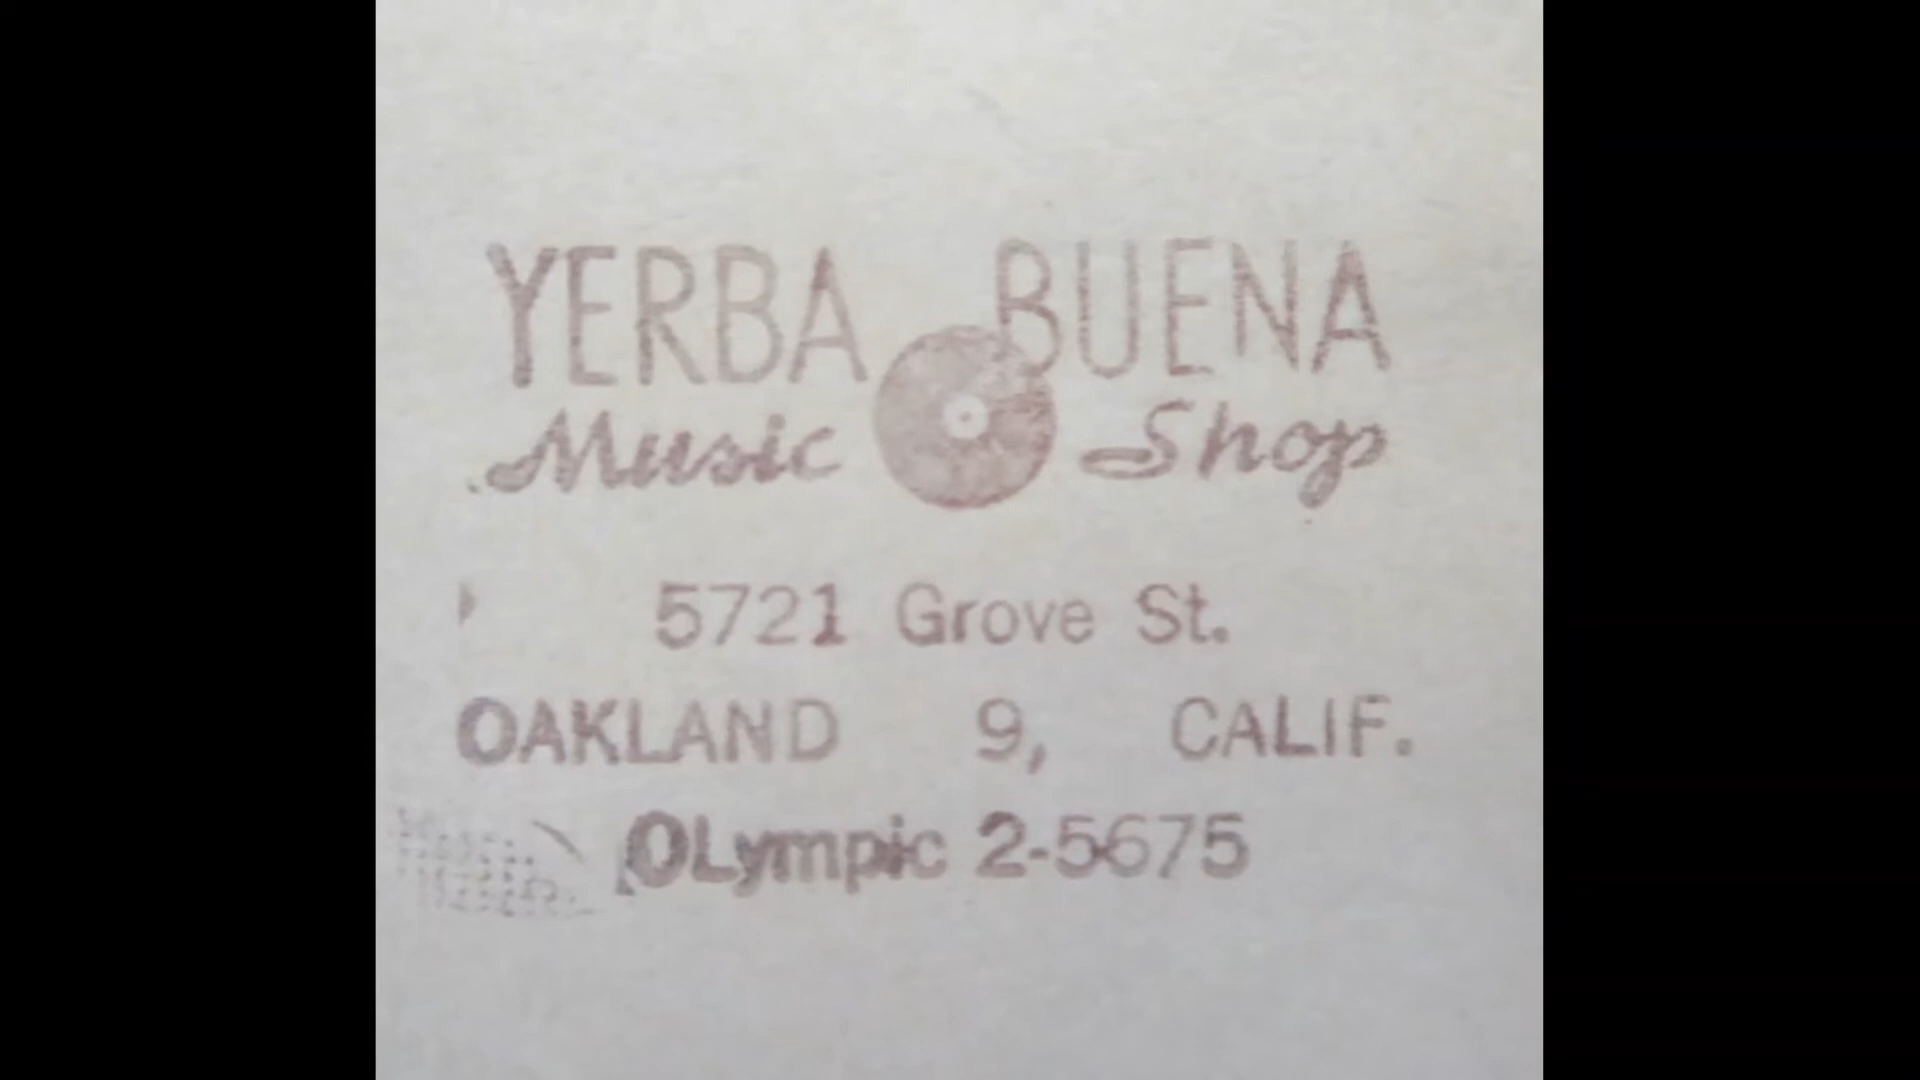 YERBA BUENA
Music Shop
5721 Grove St.
OAKLAND 9, CALIF.
OLympic 2-5675